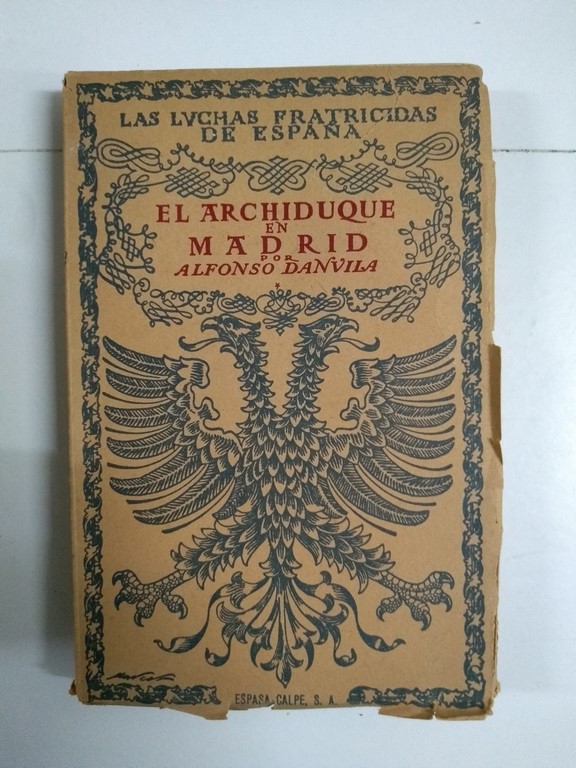 LAS LVCHAS FRATRICIDAS
DE ESPAÑA
EL ARCHIDUQUE
EN
MADRID
POR
ALFONSO DANVILA
ESPASA-CALPE, S. A.